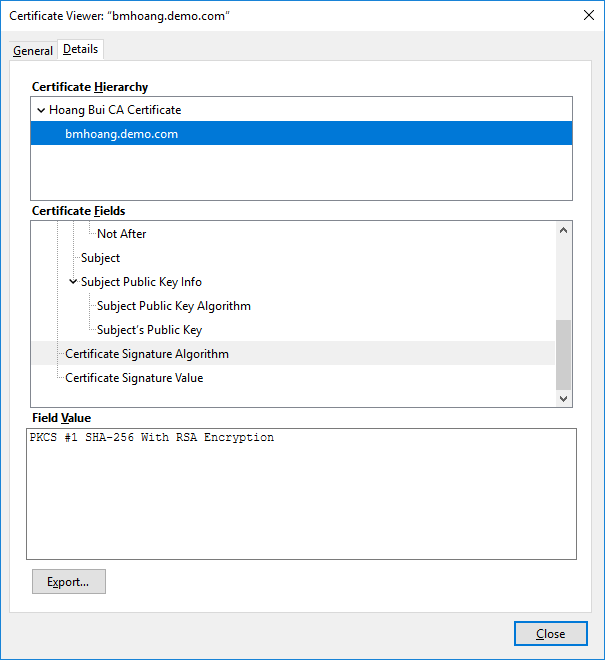 Certificate Viewer: “bmhoang.demo.com”
General Details
Certificate Hierarchy
Hoang Bui CA Certificate
bmhoang.demo.com
Certificate Fields
Not After
Subject
Subject Public Key Info
Subject Public Key Algorithm
Subject's Public Key
Certificate Signature Algorithm
Certificate Signature Value
Field Value
PKCS #1 SHA-256 With RSA Encryption
Export...
Close